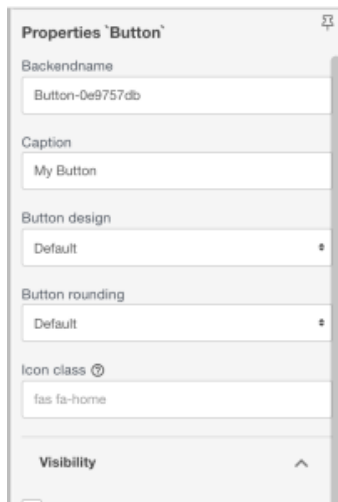 Properties `Button`
Backendname
Button-0e9757db
Caption
My Button
Button design
Default
Button rounding
Default
Icon class
fas fa-home
Visibility